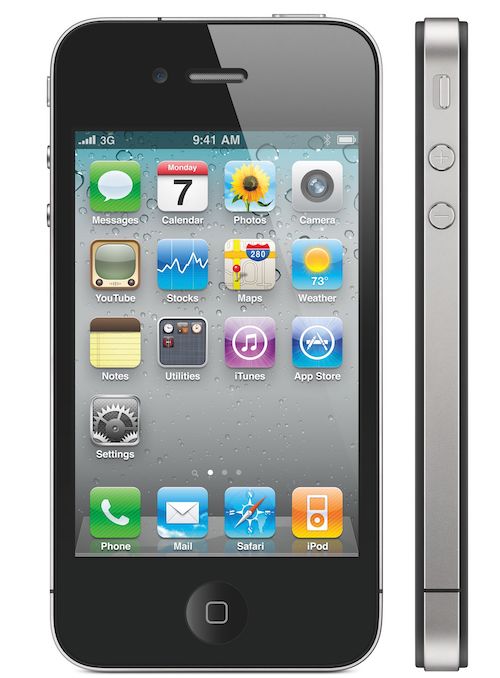 3G 9:41 AM
Monday
7
280
Messages Calendar Photos Camera
73°
YouTube Stocks Maps Weather
Notes Utilities iTunes App Store
Settings
Phone Mail Safari iPod